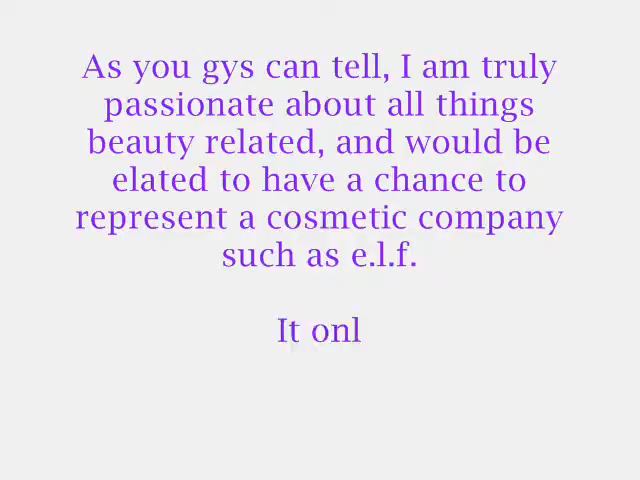 As you gys can tell, I am truly
passionate about all things
beauty related, and would be
elated to have a chance to
represent a cosmetic company
such as e.l.f.
It onl